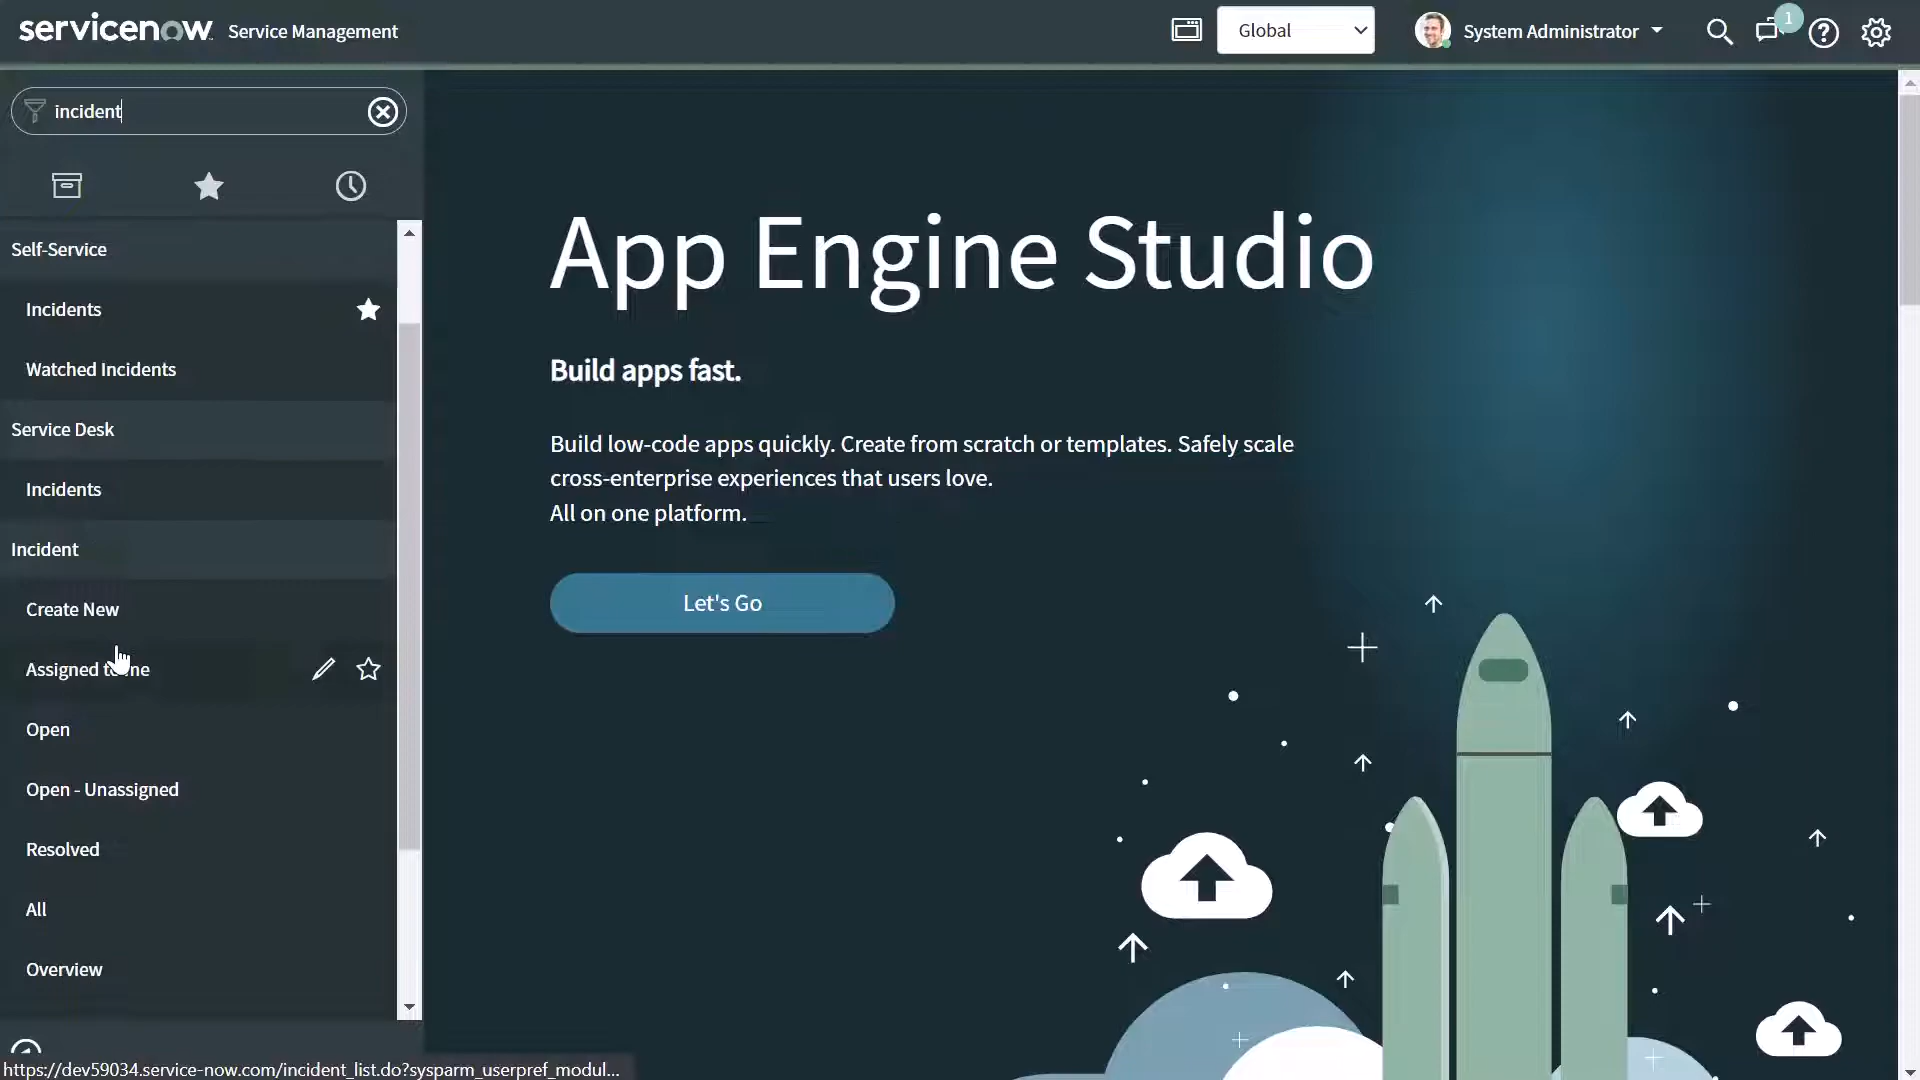 servicenow Service Management
Global
System Administrator
1
incident
Self-Service
Incidents
Watched Incidents
Service Desk
Incidents
Incident
Create New
Assigned to me
Open
Open - Unassigned
Resolved
All
Overview
App Engine Studio
Build apps fast.
Build low-code apps quickly. Create from scratch or templates. Safely scale
cross-enterprise experiences that users love.
All on one platform.
Let's Go
https://dev59034.service-now.com/incident_list.do?sysparm_userpref_modul...